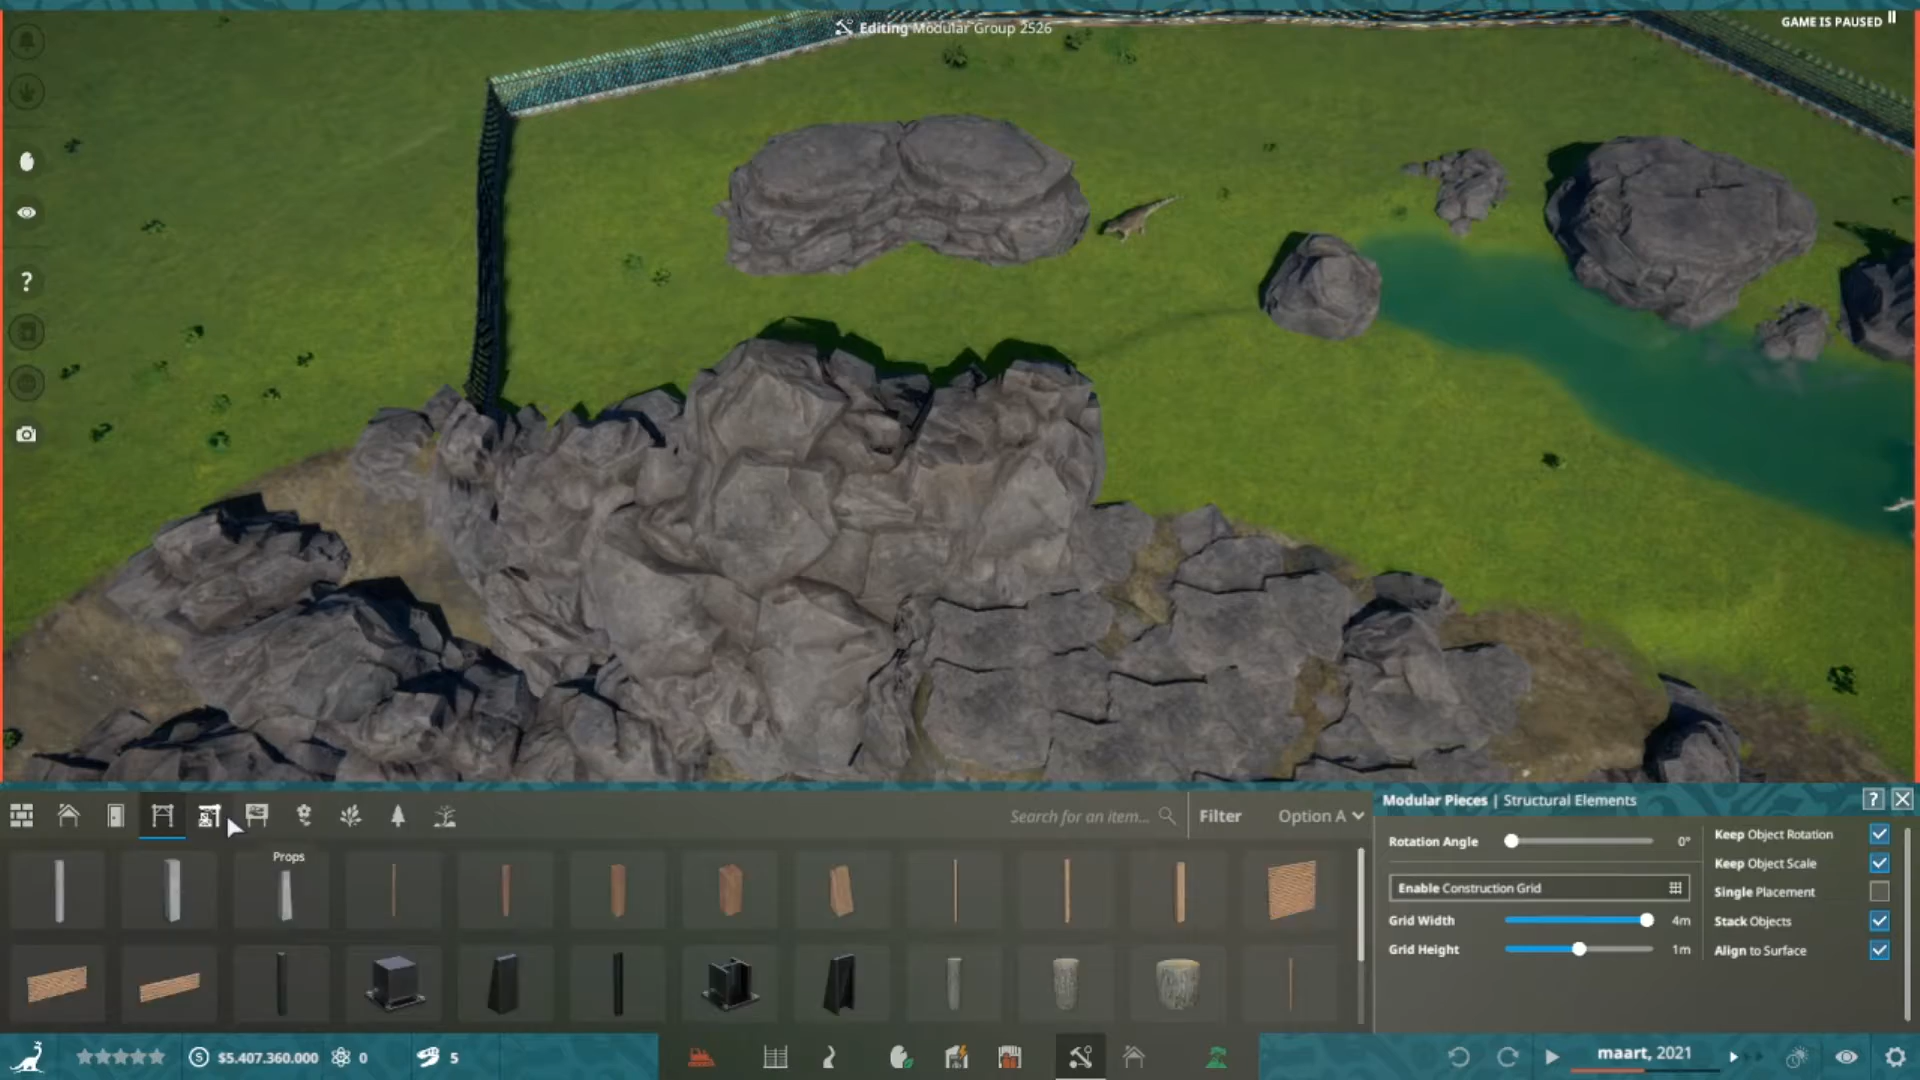 Editing Modular Group 2526
GAME IS PAUSED
?
Search for an item...
Filter
Option A
Props
Modular Pieces | Structural Elements
?
Rotation Angle
0°
Enable Construction Grid
Grid Width
4m
Grid Height
1m
Keep Object Rotation
Keep Object Scale
Single Placement
Stack Objects
Align to Surface
$5.407.360.000
0
5
maart, 2021